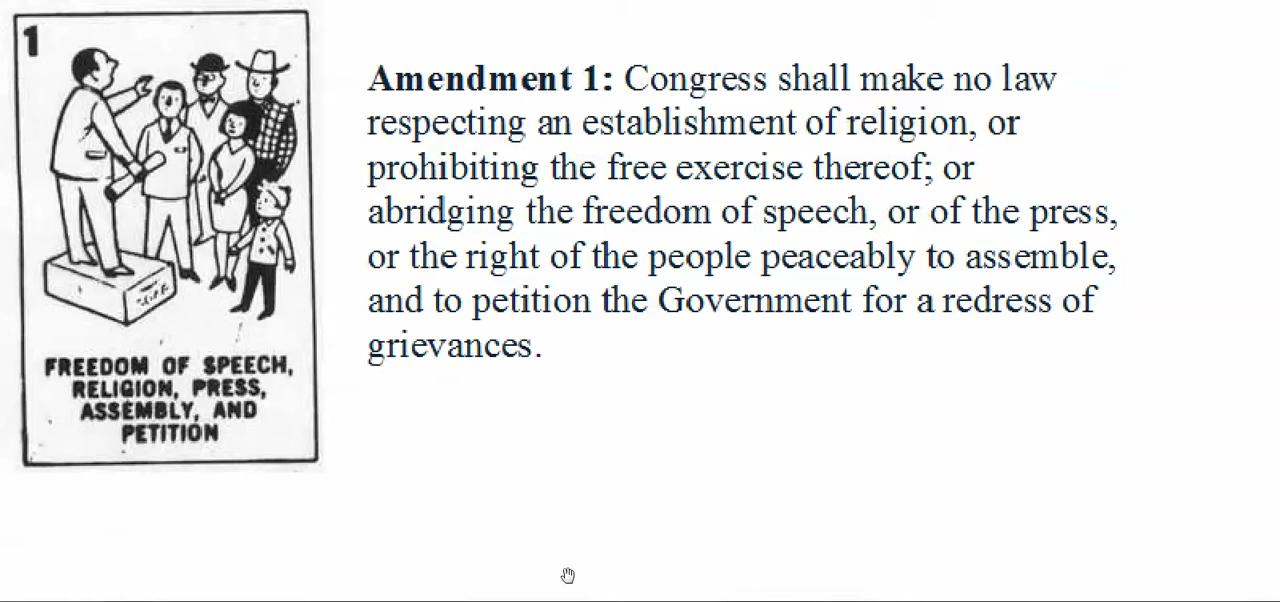 1
FREEDOM OF SPEECH,
RELIGION, PRESS,
ASSEMBLY, AND
PETITION
Amendment 1: Congress shall make no law
respecting an establishment of religion, or
prohibiting the free exercise thereof; or
abridging the freedom of speech, or of the press,
or the right of the people peaceably to assemble,
and to petition the Government for a redress of
grievances.